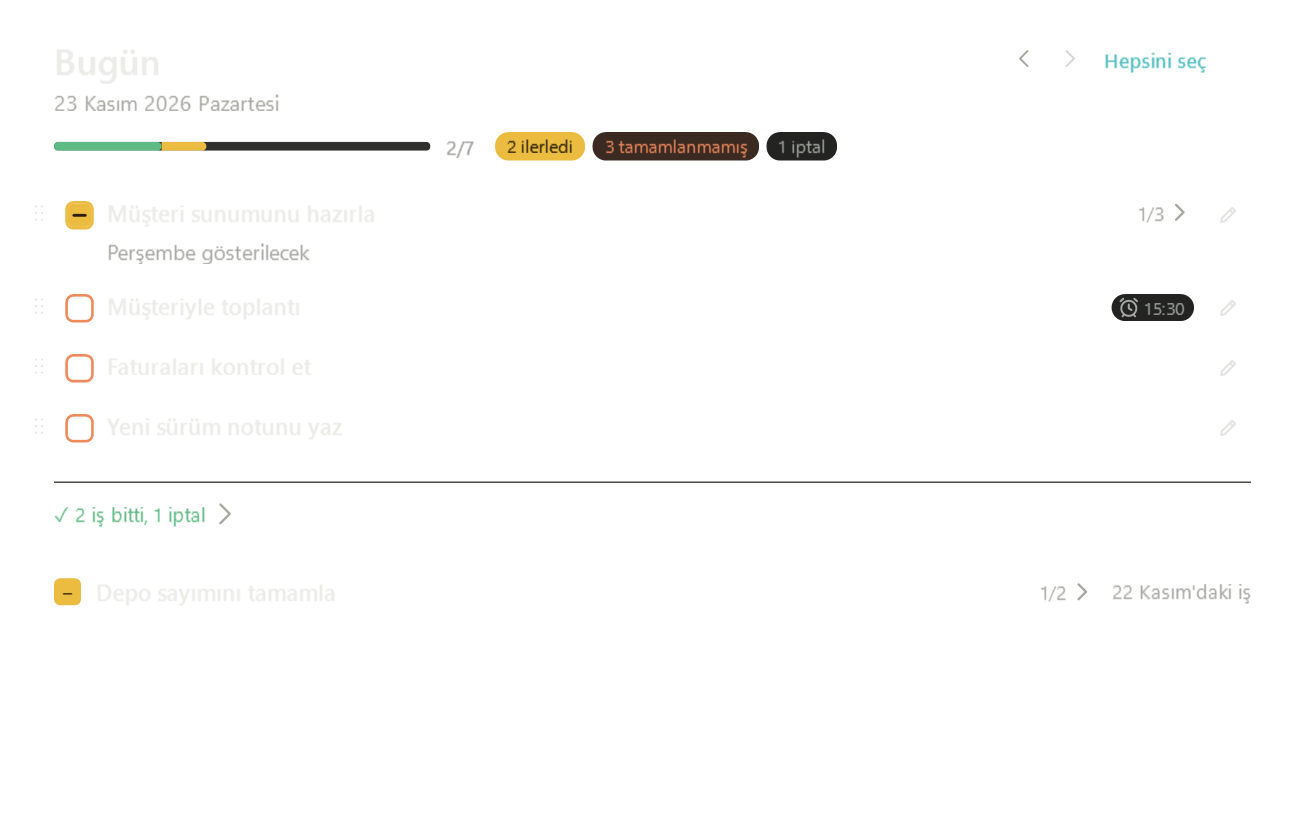 Bugün
Hepsini seç
23 Kasım 2026 Pazartesi
2/7 2 ilerledi 3 tamamlanmamış 1 iptal
Müşteri sunumunu hazırla 1/3
Perşembe gösterilecek
Müşteriyle toplantı 15:30
Faturaları kontrol et
Yeni sürüm notunu yaz
✓ 2 iş bitti, 1 iptal
Depo sayımını tamamla 1/2 22 Kasım'daki iş